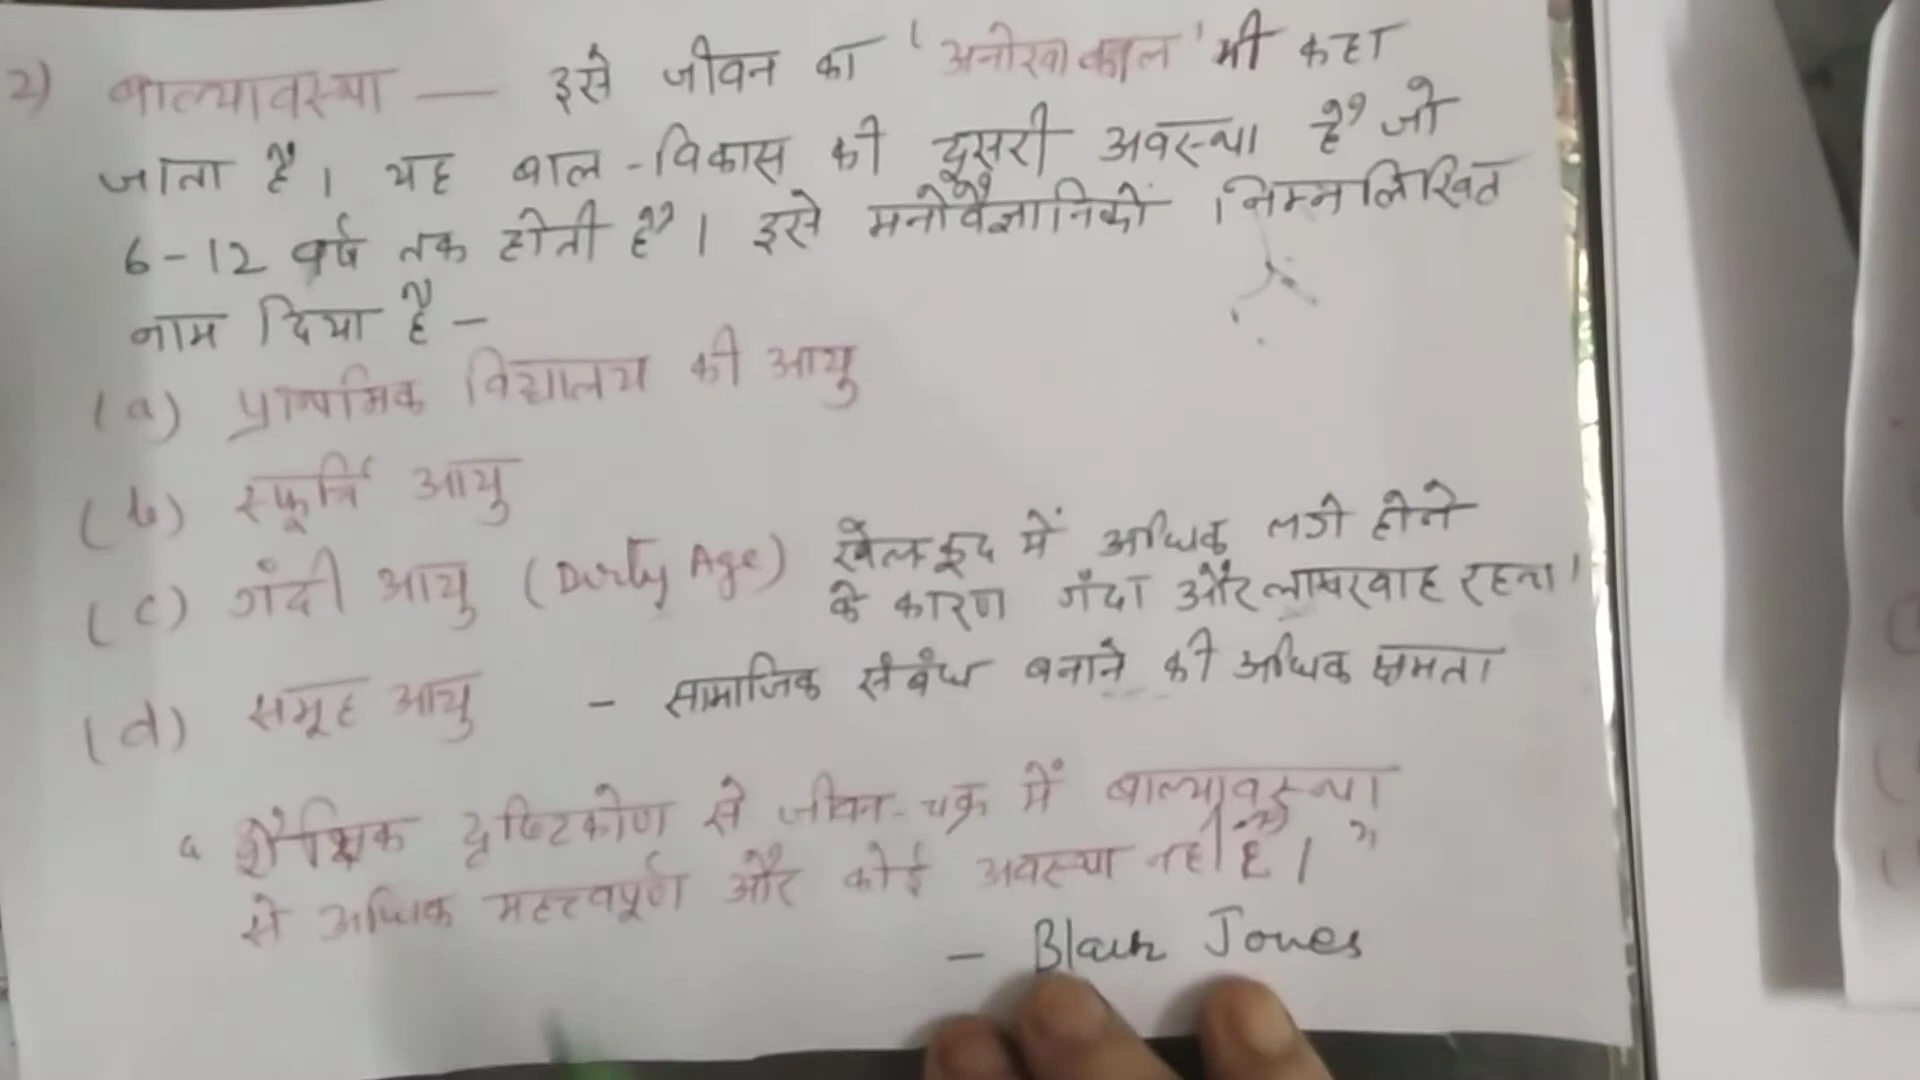 2) बाल्यावस्था — इसे जीवन का 'अनोखा काल' भी कहा
जाता है। यह बाल-विकास की दूसरी अवस्था है जो
6-12 वर्ष तक होती है। इसे मनोवैज्ञानिकों निम्नलिखित
नाम दिया है -
(a) प्राथमिक विद्यालय की आयु
(b) स्फूर्ति आयु
(c) गंदी आयु (Dirty Age) खेलकूद में अधिक लगे होने
के कारण गंदा और लापरवाह रहना।
(d) समूह आयु - सामाजिक संबंध बनाने की अधिक क्षमता
" शैक्षिक दृष्टिकोण से जीवन-चक्र में बाल्यावस्था
से अधिक महत्त्वपूर्ण और कोई अवस्था नहीं है। "
- Blair Jones